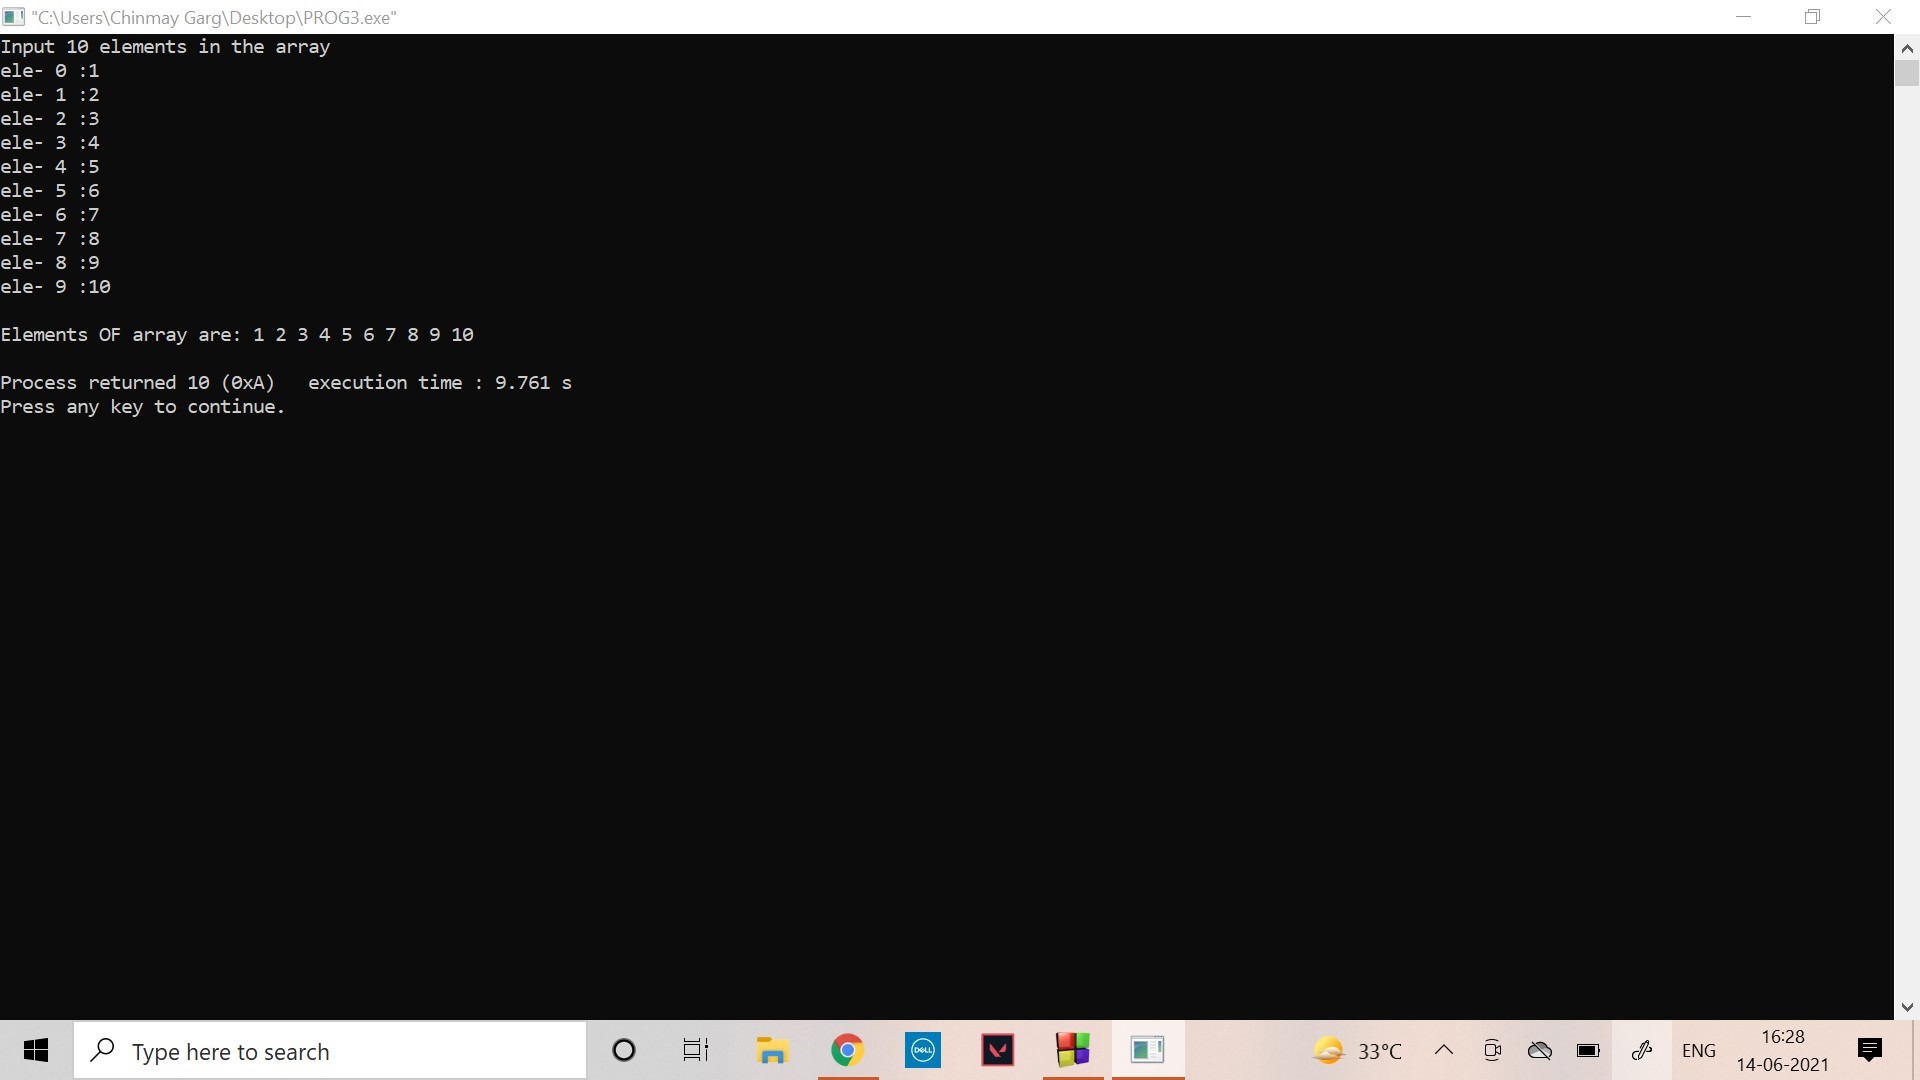 "C:\Users\Chinmay Garg\Desktop\PROG3.exe"
Input 10 elements in the array
ele- 0 :1
ele- 1 :2
ele- 2 :3
ele- 3 :4
ele- 4 :5
ele- 5 :6
ele- 6 :7
ele- 7 :8
ele- 8 :9
ele- 9 :10
Elements OF array are: 1 2 3 4 5 6 7 8 9 10
Process returned 10 (0xA)   execution time : 9.761 s
Press any key to continue.
Type here to search
DELL
33°C
ENG
16:28
14-06-2021